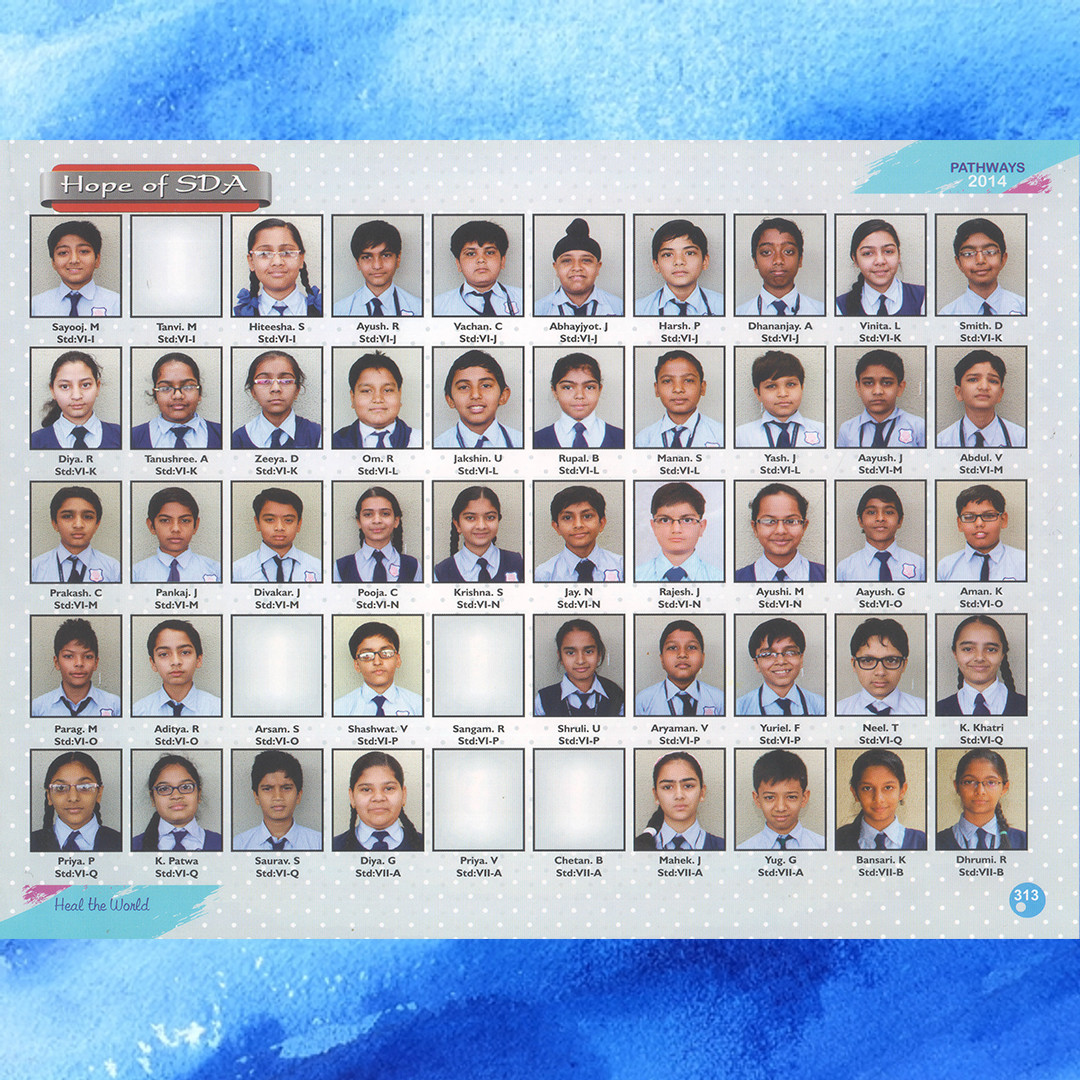 Hope of SDA
PATHWAYS
2014
Sayooj. M Tanvi. M Hiteesha. S Ayush. R Vachan. C Abhayjyot. J Harsh. P Dhananjay. A Vinita. L Smith. D
Std:VI-I Std:VI-I Std:VI-I Std:VI-J Std:VI-J Std:VI-J Std:VI-J Std:VI-J Std:VI-K Std:VI-K
Diya. R Tanushree. A Zeeya. D Om. R Jakshin. U Rupal. B Manan. S Yash. J Aayush. J Abdul. V
Std:VI-K Std:VI-K Std:VI-K Std:VI-L Std:VI-L Std:VI-L Std:VI-L Std:VI-L Std:VI-M Std:VI-M
Prakash. C Pankaj. J Divakar. J Pooja. C Krishna. S Jay. N Rajesh. J Ayushi. M Aayush. G Aman. K
Std:VI-M Std:VI-M Std:VI-M Std:VI-N Std:VI-N Std:VI-N Std:VI-N Std:VI-N Std:VI-O Std:VI-O
Parag. M Aditya. R Arsam. S Shashwat. V Sangam. R Shruli. U Aryaman. V Yuriel. F Neel. T K. Khatri
Std:VI-O Std:VI-O Std:VI-O Std:VI-P Std:VI-P Std:VI-P Std:VI-P Std:VI-P Std:VI-Q Std:VI-Q
Priya. P K. Patwa Saurav. S Diya. G Priya. V Chetan. B Mahek. J Yug. G Bansari. K Dhrumi. R
Std:VI-Q Std:VI-Q Std:VI-Q Std:VII-A Std:VII-A Std:VII-A Std:VII-A Std:VII-A Std:VII-B Std:VII-B
Heal the World
313